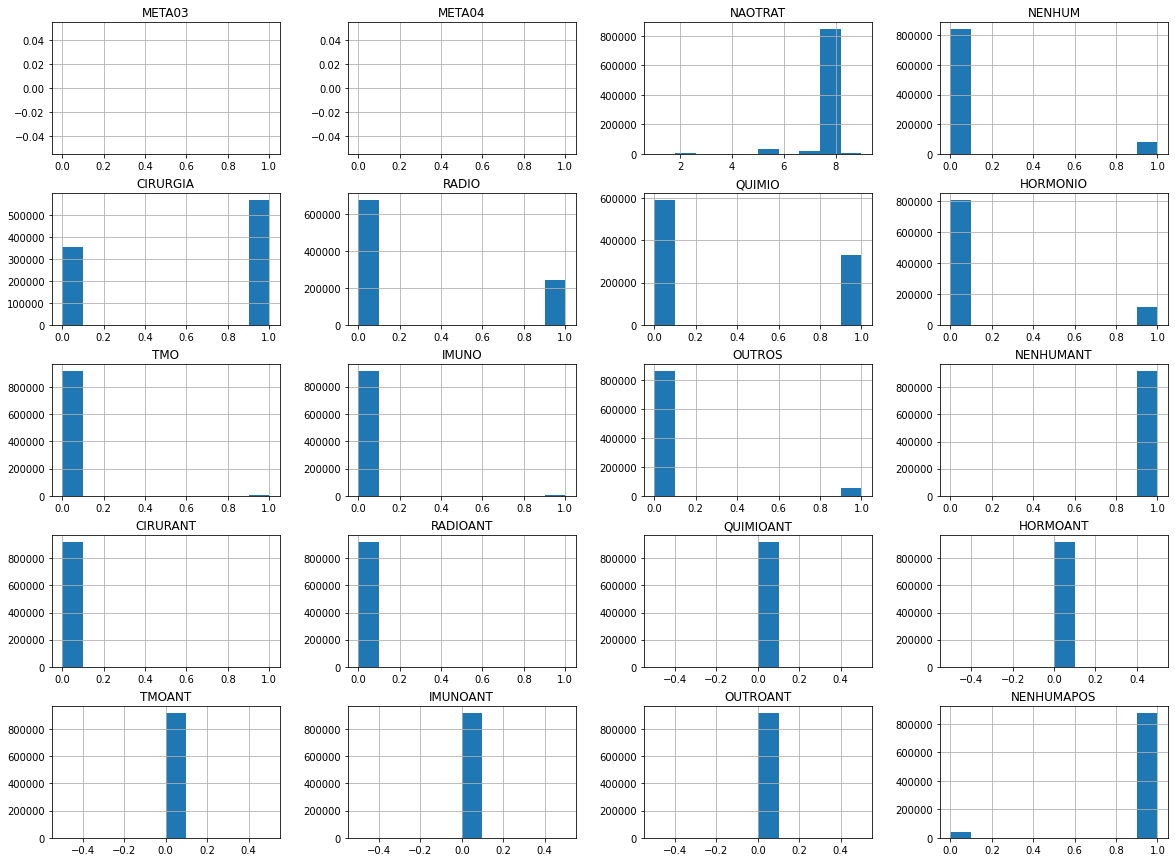 META03 META04 NAOTRAT NENHUM
0.04 0.04 800000 800000
0.02 0.02 600000 600000
0.00 0.00 400000 400000
−0.02 −0.02 200000 200000
−0.04 −0.04 0 0
0.0 0.2 0.4 0.6 0.8 1.0 0.0 0.2 0.4 0.6 0.8 1.0 2 4 6 8 0.0 0.2 0.4 0.6 0.8 1.0
CIRURGIA RADIO QUIMIO HORMONIO
500000 600000 600000 800000
400000 400000 400000 600000
300000 200000 200000 400000
200000 0 0 200000
100000 0
0
0.0 0.2 0.4 0.6 0.8 1.0 0.0 0.2 0.4 0.6 0.8 1.0 0.0 0.2 0.4 0.6 0.8 1.0 0.0 0.2 0.4 0.6 0.8 1.0
TMO IMUNO OUTROS NENHUMANT
800000 800000 800000 800000
600000 600000 600000 600000
400000 400000 400000 400000
200000 200000 200000 200000
0 0 0 0
0.0 0.2 0.4 0.6 0.8 1.0 0.0 0.2 0.4 0.6 0.8 1.0 0.0 0.2 0.4 0.6 0.8 1.0 0.0 0.2 0.4 0.6 0.8 1.0
CIRURANT RADIOANT QUIMIOANT HORMOANT
800000 800000 800000 800000
600000 600000 600000 600000
400000 400000 400000 400000
200000 200000 200000 200000
0 0 0 0
0.0 0.2 0.4 0.6 0.8 1.0 0.0 0.2 0.4 0.6 0.8 1.0 −0.4 −0.2 0.0 0.2 0.4 −0.4 −0.2 0.0 0.2 0.4
TMOANT IMUNOANT OUTROANT NENHUMAPOS
800000 800000 800000 800000
600000 600000 600000 600000
400000 400000 400000 400000
200000 200000 200000 200000
0 0 0 0
−0.4 −0.2 0.0 0.2 0.4 −0.4 −0.2 0.0 0.2 0.4 −0.4 −0.2 0.0 0.2 0.4 0.0 0.2 0.4 0.6 0.8 1.0